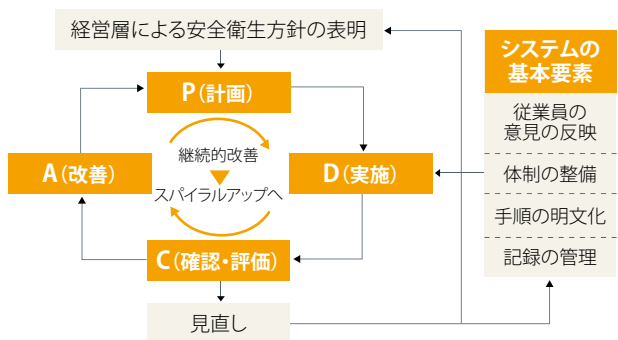 経営層による安全衛生方針の表明
P(計画)
D(実施)
C(確認・評価)
A(改善)
継続的改善
スパイラルアップへ
見直し
システムの
基本要素
従業員の
意見の反映
体制の整備
手順の明文化
記録の管理